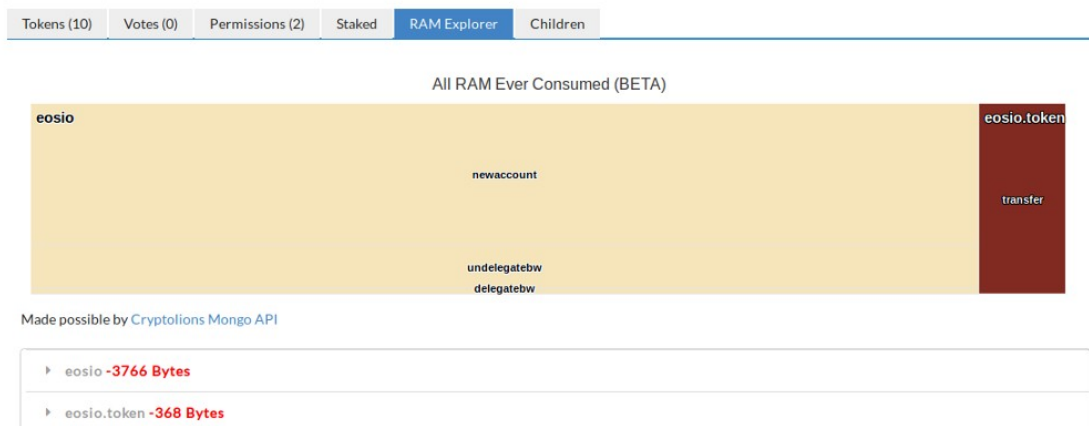 Tokens (10) Votes (0) Permissions (2) Staked RAM Explorer Children
All RAM Ever Consumed (BETA)
eosio eosio.token
newaccount
transfer
undelegatebw
delegatebw
Made possible by Cryptolions Mongo API
eosio -3766 Bytes
eosio.token -368 Bytes